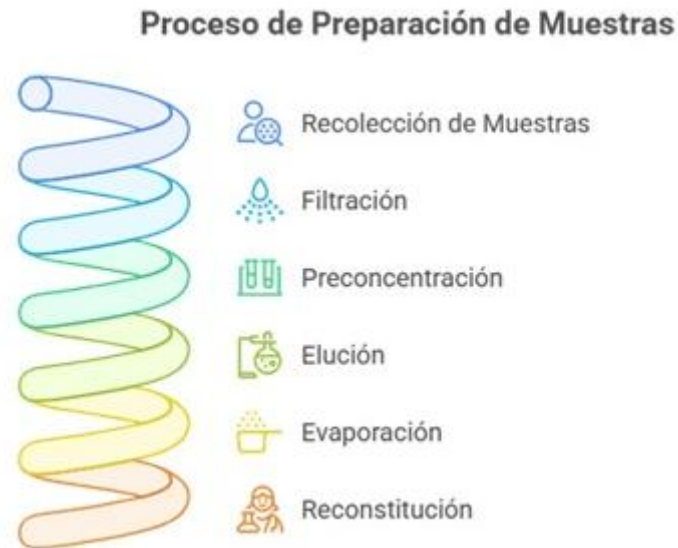 Proceso de Preparación de Muestras
Recolección de Muestras
Filtración
Preconcentración
Elución
Evaporación
Reconstitución